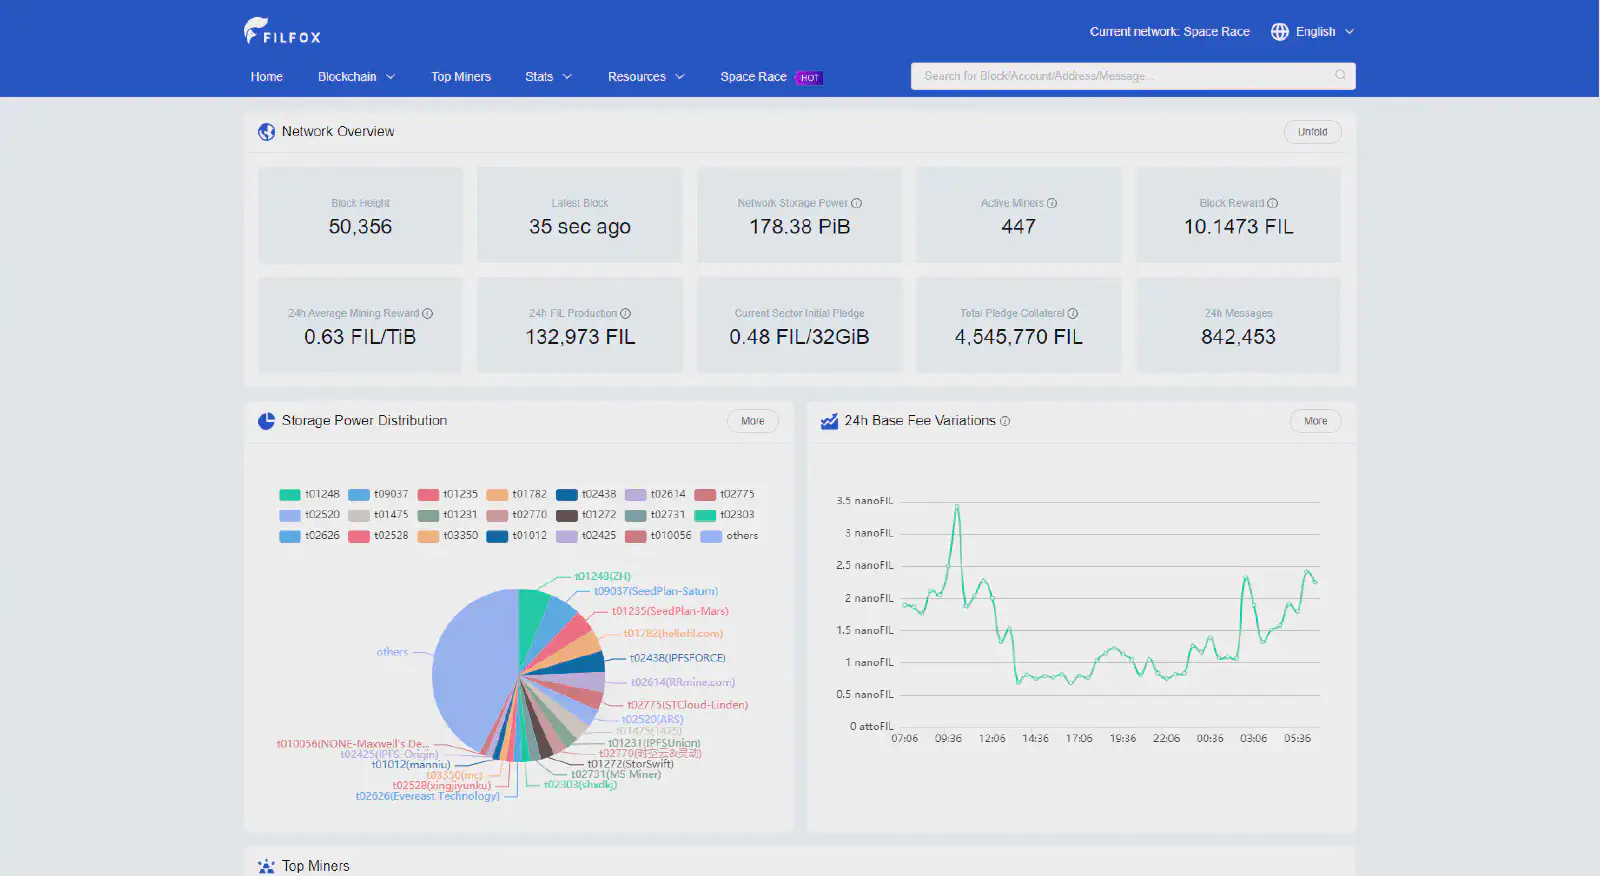 FILFOX
Current network: Space Race English
Home Blockchain Top Miners Stats Resources Space Race HOT Search for Block/Account/Address/Message...
Network Overview Unfold
Block Height Latest Block Network Storage Power Active Miners Block Reward
50,356 35 sec ago 178.38 PiB 447 10.1473 FIL
24h Average Mining Reward 24h FIL Production Current Sector Initial Pledge Total Pledge Collateral 24h Messages
0.63 FIL/TiB 132,973 FIL 0.48 FIL/32GiB 4,545,770 FIL 842,453
Storage Power Distribution More
t01248 t09037 t01235 t01782 t02438 t02614 t02775
t02520 t01475 t01231 t02770 t01272 t02731 t02303
t02626 t02528 t03350 t01012 t02425 t010056 others
t01248(ZH)
t09037(SeedPlan-Saturn)
t01235(SeedPlan-Mars)
t01782(hellofil.com)
others
t02438(IPFSFORCE)
t02614(RRmine.com)
t02775(STCloud-Linden)
t02520(ARS)
t01475(1475)
t01231(IPFSUnion)
t010056(NONE-Maxwell's De...
t02770(时空云&灵动)
t02425(IPFS-Origin)
t01272(StorSwift)
t01012(manniu)
t02731(MS Miner)
t03350(mc)
t02303(shxdkj)
t02528(xingjiyunku)
t02626(Evereast Technology)
24h Base Fee Variations More
3.5 nanoFIL
3 nanoFIL
2.5 nanoFIL
2 nanoFIL
1.5 nanoFIL
1 nanoFIL
0.5 nanoFIL
0 attoFIL
07:06 09:36 12:06 14:36 17:06 19:36 22:06 00:36 03:06 05:36
Top Miners